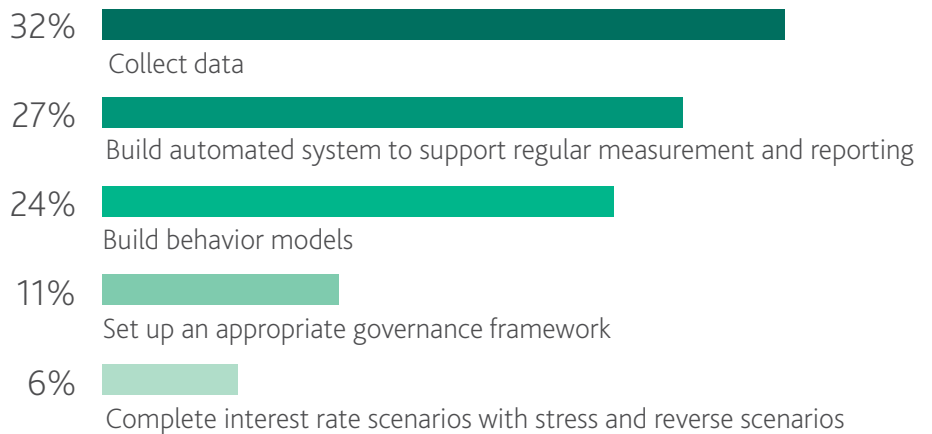 32%
Collect data
27%
Build automated system to support regular measurement and reporting
24%
Build behavior models
11%
Set up an appropriate governance framework
6%
Complete interest rate scenarios with stress and reverse scenarios